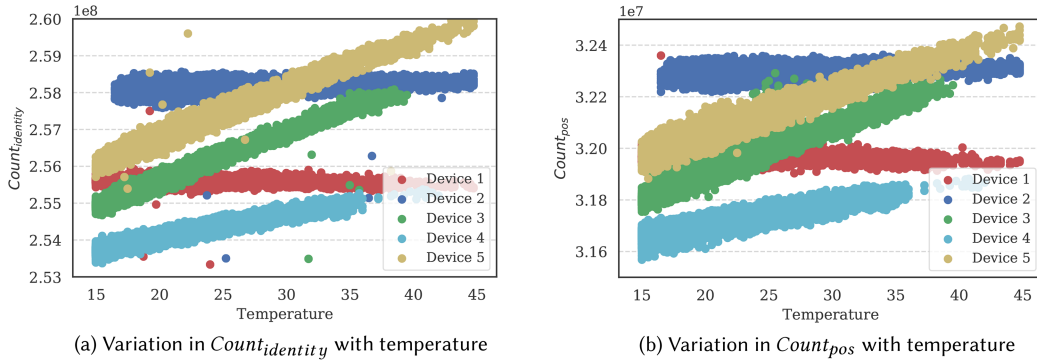 1e8
2.60
2.59
2.58
2.57
2.56
2.55
2.54
2.53
Count_identity
15 20 25 30 35 40 45
Temperature
Device 1
Device 2
Device 3
Device 4
Device 5
(a) Variation in Count_identity with temperature
1e7
3.24
3.22
3.20
3.18
3.16
Count_pos
15 20 25 30 35 40 45
Temperature
Device 1
Device 2
Device 3
Device 4
Device 5
(b) Variation in Count_pos with temperature